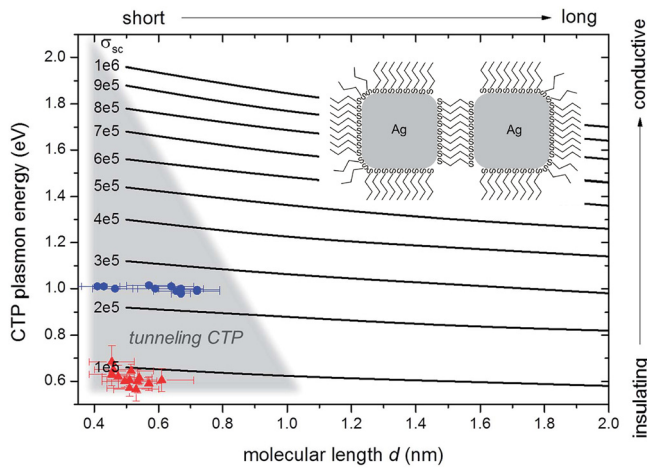 short long
2.0
1.8
1.6
1.4
1.2
1.0
0.8
0.6
CTP plasmon energy (eV)
σsc
1e6
9e5
8e5
7e5
6e5
5e5
4e5
3e5
2e5
1e5
Ag Ag
S S S S S S S S S S
tunneling CTP
0.4 0.6 0.8 1.0 1.2 1.4 1.6 1.8 2.0
molecular length d (nm)
conductive
insulating